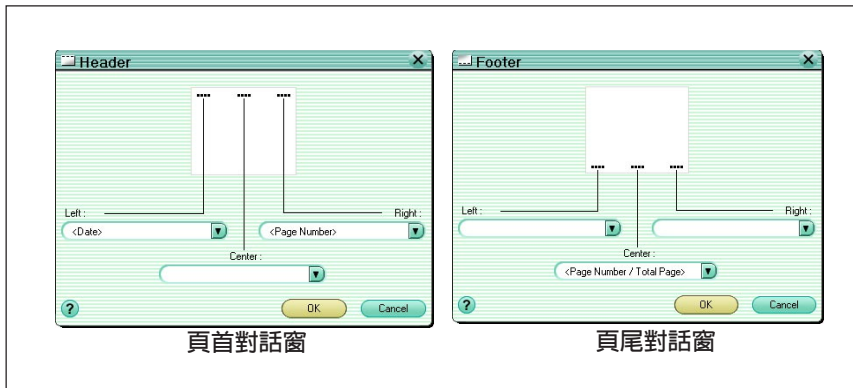 Header
Left :
Right :
<Date>
<Page Number>
Center :
?
OK
Cancel
頁首對話窗
Footer
Left :
Right :
Center :
<Page Number / Total Page>
?
OK
Cancel
頁尾對話窗